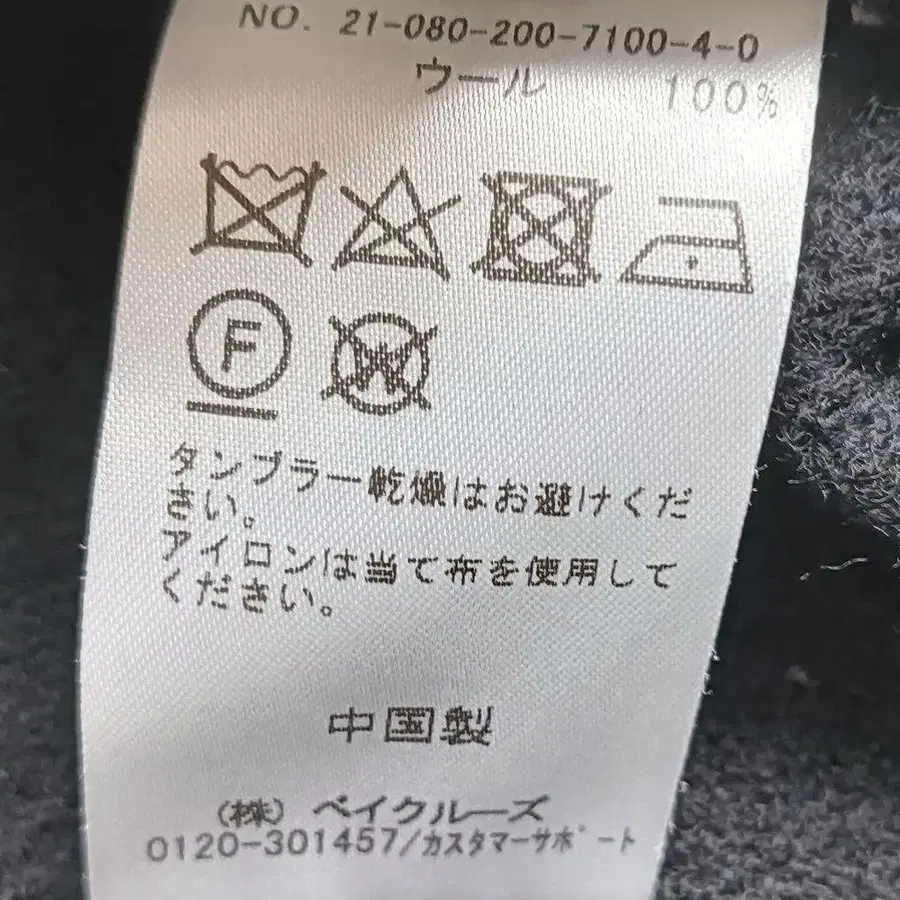 NO. 21-080-200-7100-4-0
ウール 100%
F
W
タンブラー乾燥はお避けくだ
さい。
アイロンは当て布を使用して
ください。
中国製
(株) ベイクルーズ
0120-301457/カスタマーサポート